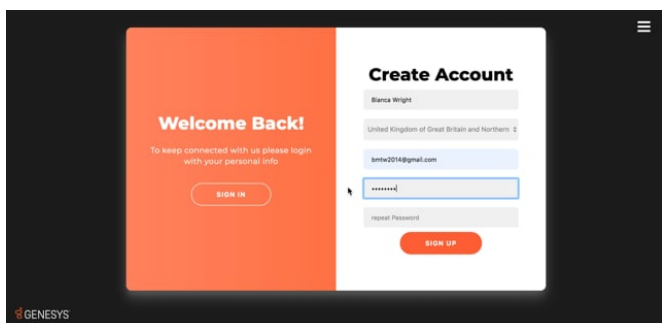 Welcome Back!
To keep connected with us please login
with your personal info
SIGN IN
Create Account
Bianca Wright
United Kingdom of Great Britain and Northern
bmtw2014@gmail.com
••••••••
repeat Password
SIGN UP
GENESYS